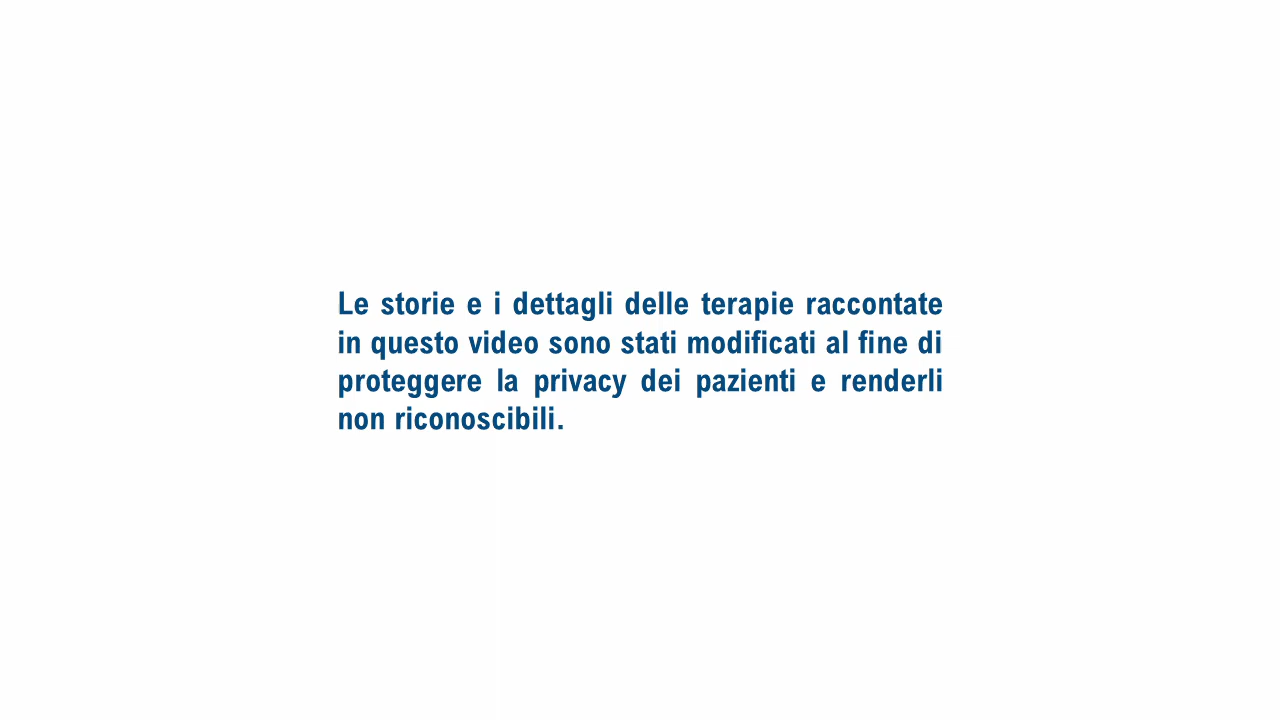 Le storie e i dettagli delle terapie raccontate
in questo video sono stati modificati al fine di
proteggere la privacy dei pazienti e renderli
non riconoscibili.